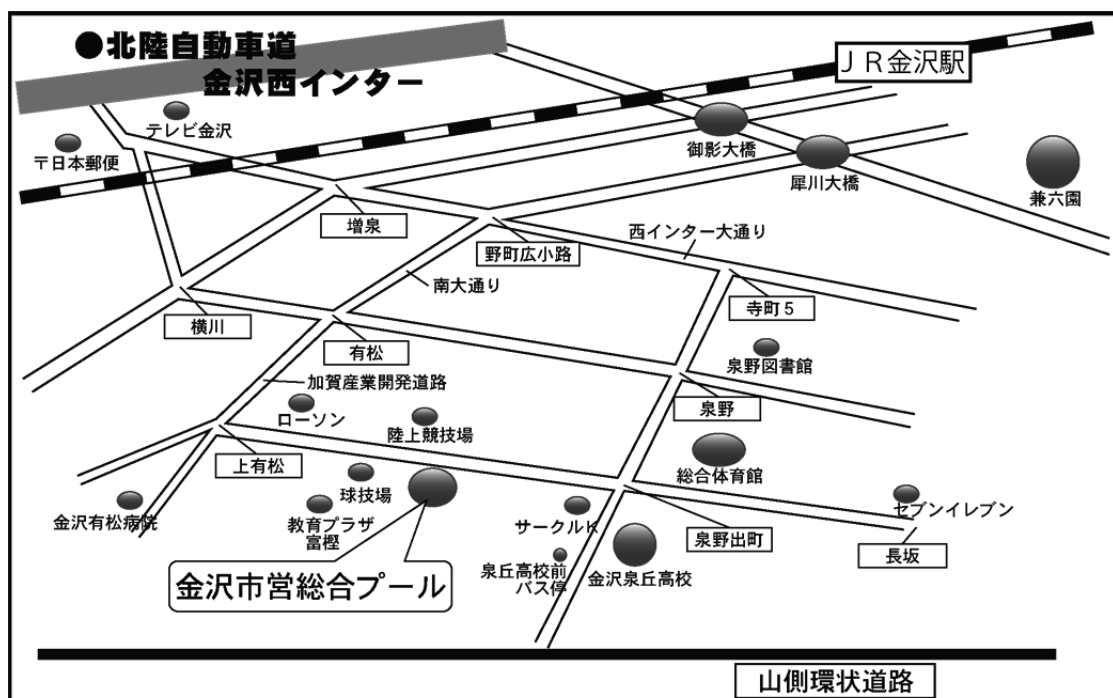 ●北陸自動車道
金沢西インター
ＪＲ金沢駅
テレビ金沢
〒日本郵便
御影大橋
犀川大橋
兼六園
増泉
野町広小路
西インター大通り
南大通り
寺町５
横川
有松
泉野図書館
加賀産業開発道路
泉野
ローソン
陸上競技場
上有松
球技場
総合体育館
金沢有松病院
教育プラザ
富樫
サークルK
セブンイレブン
泉野出町
長坂
泉丘高校前
バス停
金沢泉丘高校
金沢市営総合プール
山側環状道路